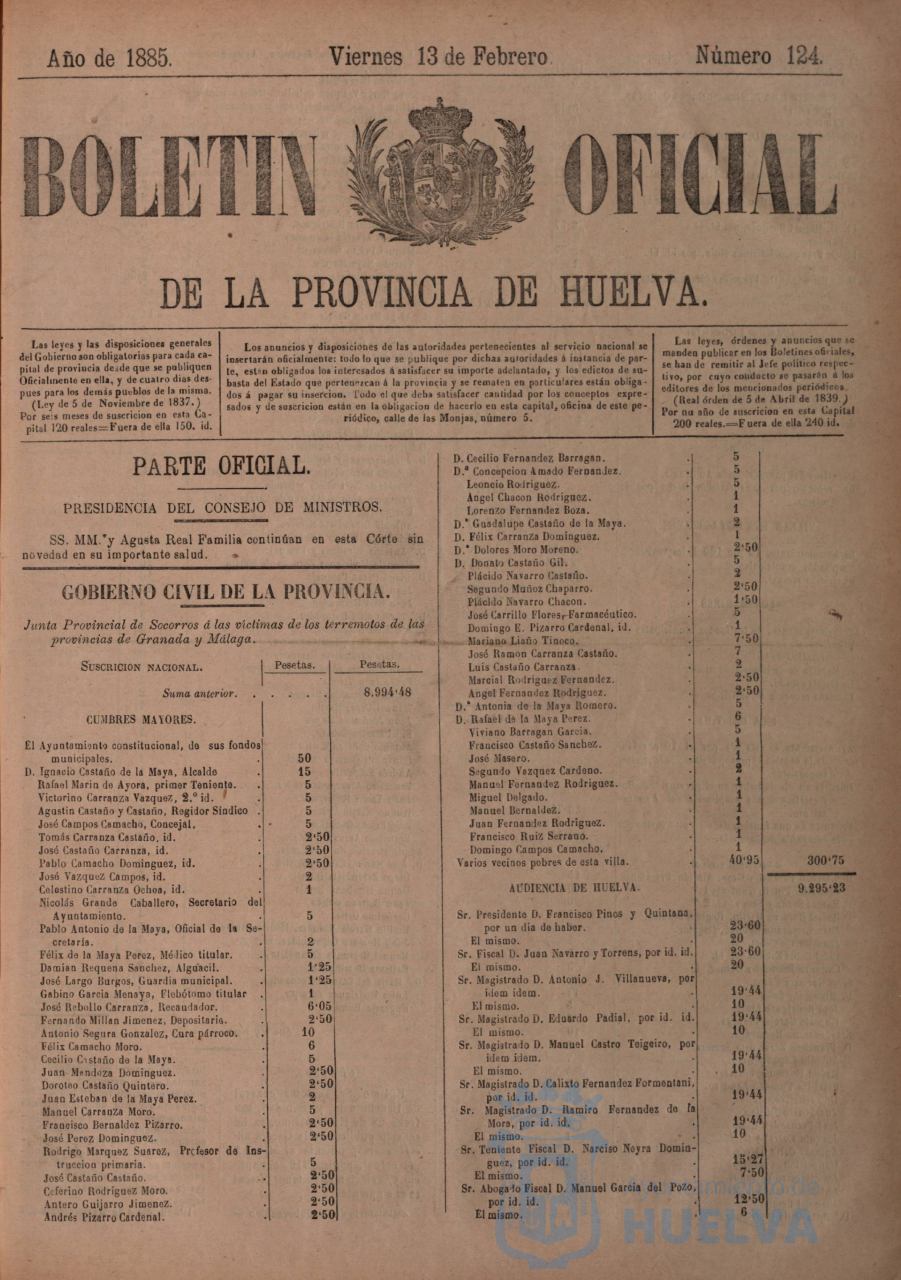 Año de 1885.
Viernes 13 de Febrero
Número 124.
BOLETIN OFICIAL
DE LA PROVINCIA DE HUELVA.
Las leyes y las disposiciones generales
del Gobierno son obligatorias para cada ca-
pital de provincia desde que se publiquen
Oficialmente en ella, y de cuatro dias des-
pues para los demás pueblos de la misma.
(Ley de 5 de Noviembre de 1837.)
Por seis meses de suscricion en esta Ca-
pital 120 reales=Fuera de ella 150. id.
Los anuncios y disposiciones de las autoridades pertenecientes al servicio nacional se
insertarán oficialmente: todo lo que se publique por dichas autoridades á instancia de par-
te, están obligados los interesados á satisfacer su importe adelantado, y los edictos de su-
basta del Estado que pertenezcan á la provincia y se rematen en particulares están obliga-
dos á pagar su insercion. Todo el que deba satisfacer cantidad por los conceptos expre-
sados y de suscricion están en la obligacion de hacerlo en esta capital, oficina de este pe-
riódico, calle de las Monjas, número 5.
Las leyes, órdenes y anuncios que se
manden publicar en los Boletines oficiales,
se han de remitir al Jefe político respec-
tivo, por cuyo conducto se pasarán á los
editores de los mencionados periódicos.
(Real órden de 5 de Abril de 1839.)
Por un año de suscricion en esta Capital
200 reales.=Fuera de ella 240 id.
PARTE OFICIAL.
PRESIDENCIA DEL CONSEJO DE MINISTROS.
SS. MM. y Agusta Real Familia continúan en esta Córte sin
novedad en su importante salud.
GOBIERNO CIVIL DE LA PROVINCIA.
Junta Provincial de Socorros á las víctimas de los terremotos de las
provincias de Granada y Málaga.
SUSCRICION NACIONAL. Pesetas. Pesetas.
Suma anterior. . . . . . 8.994·48
CUMBRES MAYORES.
El Ayuntamiento constitucional, de sus fondos
municipales. . 50
D. Ignacio Castaño de la Maya, Alcalde . 15
Rafael Marin de Ayora, primer Teniente. . 5
Victorino Carranza Vazquez, 2.º id. . 5
Agustin Castaño y Castaño, Regidor Síndico . 5
José Campos Camacho, Concejal, . 5
Tomás Carranza Castaño, id. . 2·50
José Castaño Carranza, id. . 2·50
Pablo Camacho Dominguez, id. . 2·50
José Vazquez Campos, id. . 2
Celestino Carranza Ochoa, id. . 1
Nicolás Grande Caballero, Secretario del
Ayuntamiento. . 5
Pablo Antonio de la Maya, Oficial de la Se-
cretaría. . 2
Félix de la Maya Perez, Médico titular. . 5
Damian Requena Sanchez, Alguacil. . 1·25
José Largo Burgos, Guardia municipal. . 1·25
Gabino Garcia Menaya, Flebótomo titular . 1
José Rebollo Carranza, Recaudador. . 6·05
Fernando Millan Jimenez, Depositario. . 2·50
Antonio Segura Gonzalez, Cura párroco. . 10
Félix Camacho Moro. . 6
Cecilio Castaño de la Maya. . 5
Juan Mendoza Dominguez. . 2·50
Doroteo Castaño Quintero. . 2·50
Juan Esteban de la Maya Perez. . 2
Manuel Carranza Moro. . 5
Francisco Bernaldez Pizarro. . 2·50
José Perez Dominguez. . 2·50
Rodrigo Marquez Suarez, Profesor de Ins-
truccion primaria. . 5
José Castaño Castaño. . 2·50
Ceferino Rodriguez Moro. . 2·50
Antero Guijarro Jimenez. . 2·50
Andrés Pizarro Cardenal. . 2·50
D. Cecilio Fernandez Barragan. . 5
D.ª Concepcion Amado Fernandez. . 5
Leoncio Rodriguez. . 5
Angel Chacon Rodriguez. . 1
Lorenzo Fernandez Boza. . 1
D.ª Guadalupe Castaño de la Maya. . 2
D. Félix Carranza Dominguez. . 1
D.ª Dolores Moro Moreno. . 2·50
D. Donato Castaño Gil. . 5
Plácido Navarro Castaño. . 2
Segundo Muñoz Chaparro. . 2·50
Plácido Navarro Chacon. . 1·50
José Carrillo Flores, Farmacéutico. . 5
Domingo E. Pizarro Cardenal, id. . 1
Mariano Liaño Tinoco. . 7·50
José Ramon Carranza Castaño. . 7
Luis Castaño Carranza. . 2
Marcial Rodriguez Fernandez. . 2·50
Angel Fernandez Rodriguez. . 2·50
D.ª Antonia de la Maya Romero. . 5
D. Rafael de la Maya Perez. . 6
Viviano Barragan Garcia. . 5
Francisco Castaño Sanchez. . 1
José Masero. . 1
Segundo Vazquez Cardeno. . 2
Manuel Fernandez Rodriguez. . 1
Miguel Delgado. . 1
Manuel Bernaldez. . 1
Juan Fernandez Rodriguez. . 1
Francisco Ruiz Serrano. . 1
Domingo Campos Camacho. . 1
Varios vecinos pobres de esta villa. . 40·95 300·75
9.295·23
AUDIENCIA DE HUELVA.
Sr. Presidente D. Francisco Pinos y Quintana,
por un dia de haber. . 23·60
El mismo. . 20
Sr. Fiscal D. Juan Navarro y Torrens, por id. id. 23·60
El mismo. . 20
Sr. Magistrado D. Antonio J. Villanueva, por
idem idem. . 19·44
El mismo. . 10
Sr. Magistrado D. Eduardo Padial, por id. id. 19·44
El mismo. . 10
Sr. Magistrado D. Manuel Castro Teigeiro, por
idem idem. . 19·44
El mismo. . 10
Sr. Magistrado D. Calixto Fernandez Formentani,
por id. id. . 19·44
Sr. Magistrado D. Ramiro Fernandez de la
Mora, por id. id. . 19·44
El mismo. . 10
Sr. Teniente Fiscal D. Narciso Neyra Domin-
guez, por id. id. . 15·27
El mismo. . 7·50
Sr. Abogado Fiscal D. Manuel Garcia del Pozo,
por id. id. . 12·50
El mismo. . 6
HUELVA